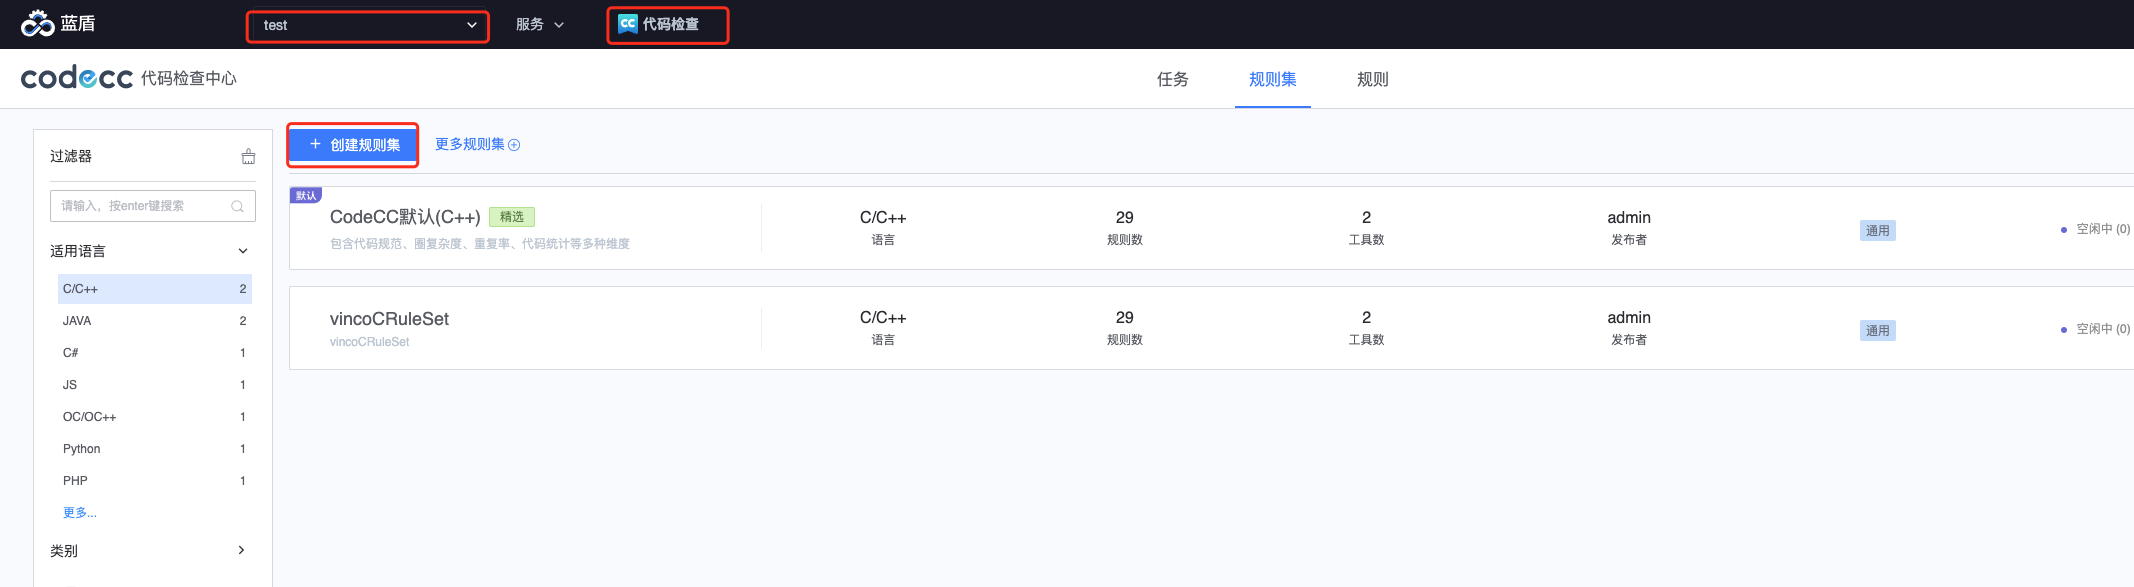 蓝盾
test
服务
CC 代码检查
codecc 代码检查中心
任务
规则集
规则
过滤器
请输入，按enter键搜索
适用语言
C/C++ 2
JAVA 2
C# 1
JS 1
OC/OC++ 1
Python 1
PHP 1
更多...
类别
+ 创建规则集
更多规则集
默认
CodeCC默认(C++) 精选
包含代码规范、圈复杂度、重复率、代码统计等多种维度
C/C++
语言
29
规则数
2
工具数
admin
发布者
通用
空闲中 (0)
vincoCRuleSet
vincoCRuleSet
C/C++
语言
29
规则数
2
工具数
admin
发布者
通用
空闲中 (0)